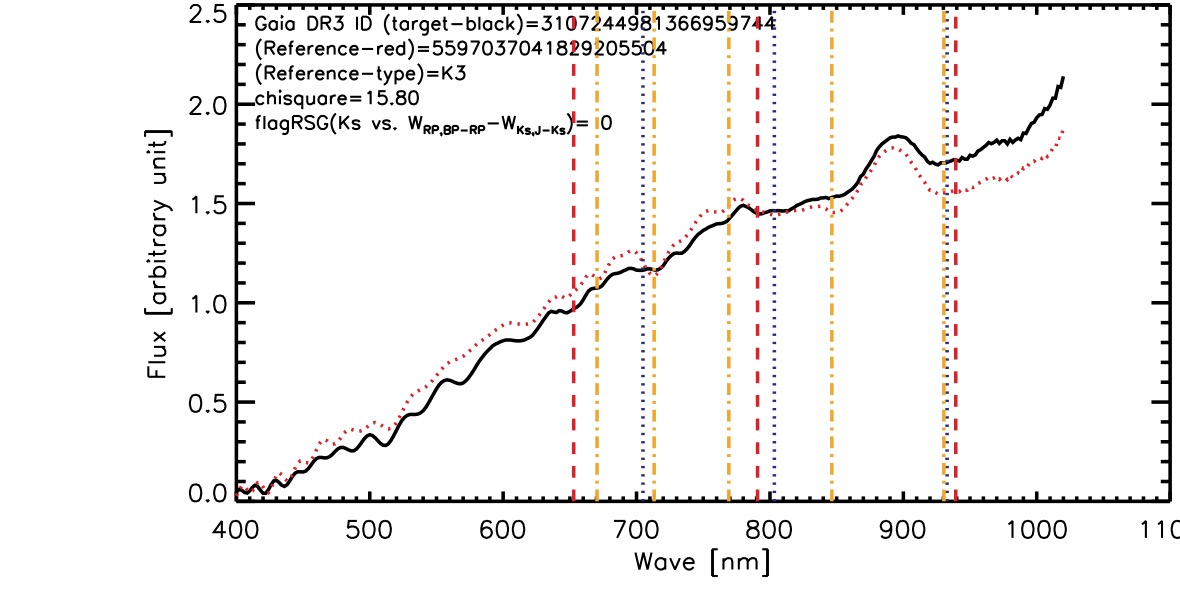 2.5
Gaia DR3 ID (target-black)=3107244981366959744
(Reference-red)=5597037041829205504
(Reference-type)=K3
2.0
chisquare=15.80
flagRSG(Ks vs. WRP,BP-RP-WKs,J-Ks)= 0
1.5
1.0
0.5
0.0
Flux [arbitrary unit]
400 500 600 700 800 900 1000 110
Wave [nm]